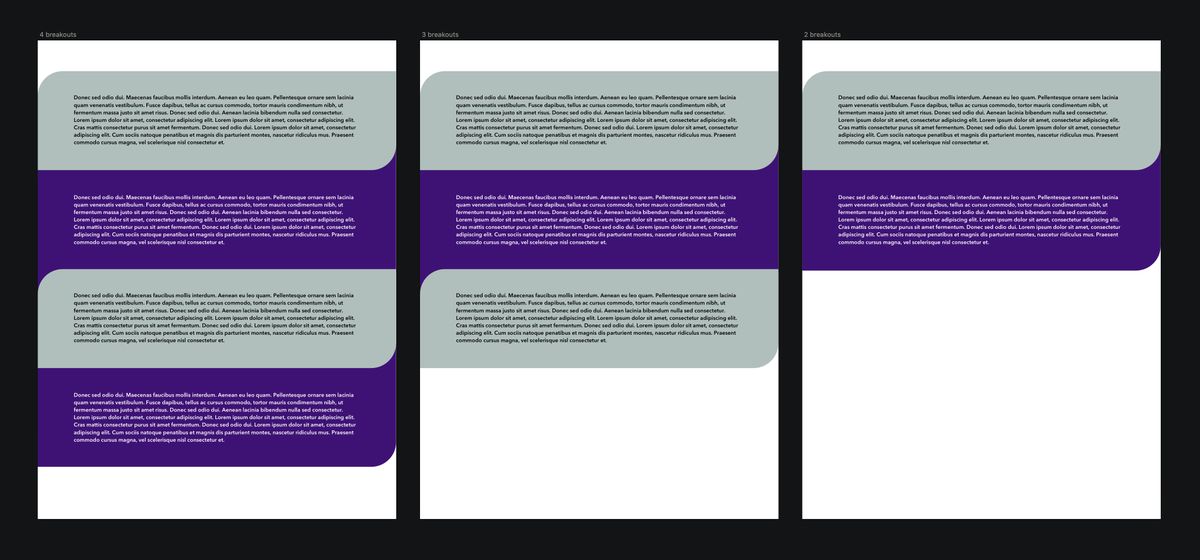 4 breakouts
Donec sed odio dui. Maecenas faucibus mollis interdum. Aenean eu leo quam. Pellentesque ornare sem lacinia
quam venenatis vestibulum. Fusce dapibus, tellus ac cursus commodo, tortor mauris condimentum nibh, ut
fermentum massa justo sit amet risus. Donec sed odio dui. Aenean lacinia bibendum nulla sed consectetur.
Lorem ipsum dolor sit amet, consectetur adipiscing elit. Lorem ipsum dolor sit amet, consectetur adipiscing elit.
Cras mattis consectetur purus sit amet fermentum. Donec sed odio dui. Lorem ipsum dolor sit amet, consectetur
adipiscing elit. Cum sociis natoque penatibus et magnis dis parturient montes, nascetur ridiculus mus. Praesent
commodo cursus magna, vel scelerisque nisl consectetur et.
Donec sed odio dui. Maecenas faucibus mollis interdum. Aenean eu leo quam. Pellentesque ornare sem lacinia
quam venenatis vestibulum. Fusce dapibus, tellus ac cursus commodo, tortor mauris condimentum nibh, ut
fermentum massa justo sit amet risus. Donec sed odio dui. Aenean lacinia bibendum nulla sed consectetur.
Lorem ipsum dolor sit amet, consectetur adipiscing elit. Lorem ipsum dolor sit amet, consectetur adipiscing elit.
Cras mattis consectetur purus sit amet fermentum. Donec sed odio dui. Lorem ipsum dolor sit amet, consectetur
adipiscing elit. Cum sociis natoque penatibus et magnis dis parturient montes, nascetur ridiculus mus. Praesent
commodo cursus magna, vel scelerisque nisl consectetur et.
Donec sed odio dui. Maecenas faucibus mollis interdum. Aenean eu leo quam. Pellentesque ornare sem lacinia
quam venenatis vestibulum. Fusce dapibus, tellus ac cursus commodo, tortor mauris condimentum nibh, ut
fermentum massa justo sit amet risus. Donec sed odio dui. Aenean lacinia bibendum nulla sed consectetur.
Lorem ipsum dolor sit amet, consectetur adipiscing elit. Lorem ipsum dolor sit amet, consectetur adipiscing elit.
Cras mattis consectetur purus sit amet fermentum. Donec sed odio dui. Lorem ipsum dolor sit amet, consectetur
adipiscing elit. Cum sociis natoque penatibus et magnis dis parturient montes, nascetur ridiculus mus. Praesent
commodo cursus magna, vel scelerisque nisl consectetur et.
Donec sed odio dui. Maecenas faucibus mollis interdum. Aenean eu leo quam. Pellentesque ornare sem lacinia
quam venenatis vestibulum. Fusce dapibus, tellus ac cursus commodo, tortor mauris condimentum nibh, ut
fermentum massa justo sit amet risus. Donec sed odio dui. Aenean lacinia bibendum nulla sed consectetur.
Lorem ipsum dolor sit amet, consectetur adipiscing elit. Lorem ipsum dolor sit amet, consectetur adipiscing elit.
Cras mattis consectetur purus sit amet fermentum. Donec sed odio dui. Lorem ipsum dolor sit amet, consectetur
adipiscing elit. Cum sociis natoque penatibus et magnis dis parturient montes, nascetur ridiculus mus. Praesent
commodo cursus magna, vel scelerisque nisl consectetur et.
3 breakouts
Donec sed odio dui. Maecenas faucibus mollis interdum. Aenean eu leo quam. Pellentesque ornare sem lacinia
quam venenatis vestibulum. Fusce dapibus, tellus ac cursus commodo, tortor mauris condimentum nibh, ut
fermentum massa justo sit amet risus. Donec sed odio dui. Aenean lacinia bibendum nulla sed consectetur.
Lorem ipsum dolor sit amet, consectetur adipiscing elit. Lorem ipsum dolor sit amet, consectetur adipiscing elit.
Cras mattis consectetur purus sit amet fermentum. Donec sed odio dui. Lorem ipsum dolor sit amet, consectetur
adipiscing elit. Cum sociis natoque penatibus et magnis dis parturient montes, nascetur ridiculus mus. Praesent
commodo cursus magna, vel scelerisque nisl consectetur et.
Donec sed odio dui. Maecenas faucibus mollis interdum. Aenean eu leo quam. Pellentesque ornare sem lacinia
quam venenatis vestibulum. Fusce dapibus, tellus ac cursus commodo, tortor mauris condimentum nibh, ut
fermentum massa justo sit amet risus. Donec sed odio dui. Aenean lacinia bibendum nulla sed consectetur.
Lorem ipsum dolor sit amet, consectetur adipiscing elit. Lorem ipsum dolor sit amet, consectetur adipiscing elit.
Cras mattis consectetur purus sit amet fermentum. Donec sed odio dui. Lorem ipsum dolor sit amet, consectetur
adipiscing elit. Cum sociis natoque penatibus et magnis dis parturient montes, nascetur ridiculus mus. Praesent
commodo cursus magna, vel scelerisque nisl consectetur et.
Donec sed odio dui. Maecenas faucibus mollis interdum. Aenean eu leo quam. Pellentesque ornare sem lacinia
quam venenatis vestibulum. Fusce dapibus, tellus ac cursus commodo, tortor mauris condimentum nibh, ut
fermentum massa justo sit amet risus. Donec sed odio dui. Aenean lacinia bibendum nulla sed consectetur.
Lorem ipsum dolor sit amet, consectetur adipiscing elit. Lorem ipsum dolor sit amet, consectetur adipiscing elit.
Cras mattis consectetur purus sit amet fermentum. Donec sed odio dui. Lorem ipsum dolor sit amet, consectetur
adipiscing elit. Cum sociis natoque penatibus et magnis dis parturient montes, nascetur ridiculus mus. Praesent
commodo cursus magna, vel scelerisque nisl consectetur et.
2 breakouts
Donec sed odio dui. Maecenas faucibus mollis interdum. Aenean eu leo quam. Pellentesque ornare sem lacinia
quam venenatis vestibulum. Fusce dapibus, tellus ac cursus commodo, tortor mauris condimentum nibh, ut
fermentum massa justo sit amet risus. Donec sed odio dui. Aenean lacinia bibendum nulla sed consectetur.
Lorem ipsum dolor sit amet, consectetur adipiscing elit. Lorem ipsum dolor sit amet, consectetur adipiscing elit.
Cras mattis consectetur purus sit amet fermentum. Donec sed odio dui. Lorem ipsum dolor sit amet, consectetur
adipiscing elit. Cum sociis natoque penatibus et magnis dis parturient montes, nascetur ridiculus mus. Praesent
commodo cursus magna, vel scelerisque nisl consectetur et.
Donec sed odio dui. Maecenas faucibus mollis interdum. Aenean eu leo quam. Pellentesque ornare sem lacinia
quam venenatis vestibulum. Fusce dapibus, tellus ac cursus commodo, tortor mauris condimentum nibh, ut
fermentum massa justo sit amet risus. Donec sed odio dui. Aenean lacinia bibendum nulla sed consectetur.
Lorem ipsum dolor sit amet, consectetur adipiscing elit. Lorem ipsum dolor sit amet, consectetur adipiscing elit.
Cras mattis consectetur purus sit amet fermentum. Donec sed odio dui. Lorem ipsum dolor sit amet, consectetur
adipiscing elit. Cum sociis natoque penatibus et magnis dis parturient montes, nascetur ridiculus mus. Praesent
commodo cursus magna, vel scelerisque nisl consectetur et.